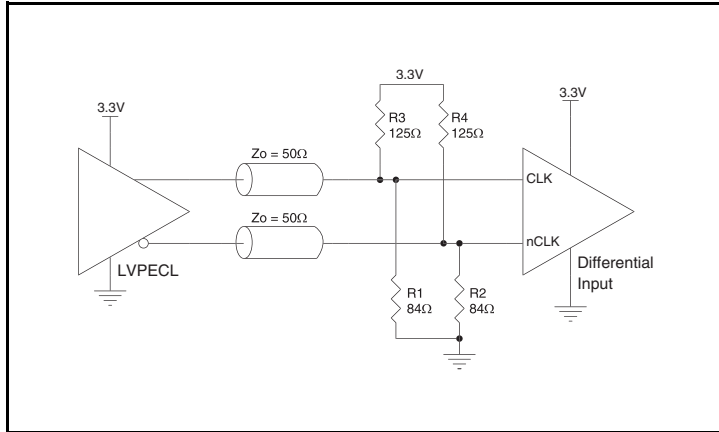 3.3V
3.3V
3.3V
R3
125Ω
R4
125Ω
Zo = 50Ω
CLK
Zo = 50Ω
nCLK
LVPECL
Differential
Input
R1
84Ω
R2
84Ω